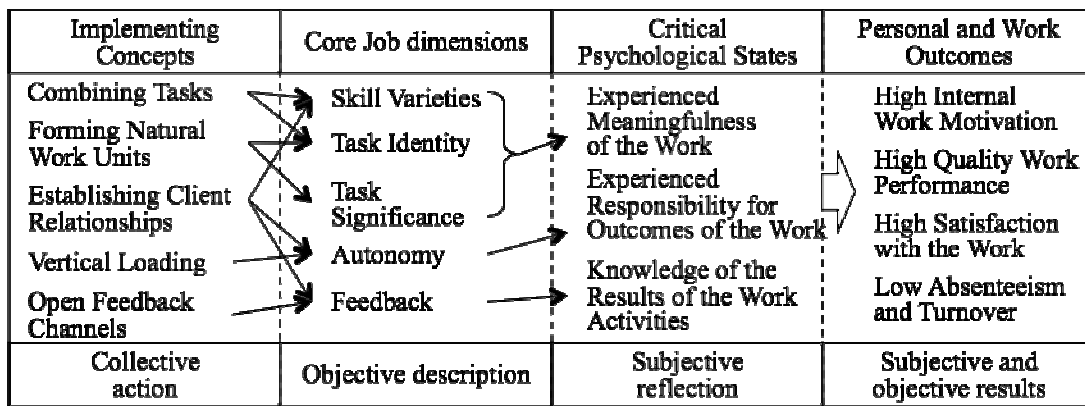 Implementing
Concepts
Core Job dimensions
Critical
Psychological States
Personal and Work
Outcomes
Combining Tasks
Forming Natural
Work Units
Establishing Client
Relationships
Vertical Loading
Open Feedback
Channels
Skill Varieties
Task Identity
Task
Significance
Autonomy
Feedback
Experienced
Meaningfulness
of the Work
Experienced
Responsibility for
Outcomes of the Work
Knowledge of the
Results of the Work
Activities
High Internal
Work Motivation
High Quality Work
Performance
High Satisfaction
with the Work
Low Absenteeism
and Turnover
Collective
action
Objective description
Subjective
reflection
Subjective and
objective results